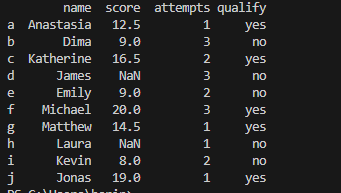 name score attempts qualify
a Anastasia 12.5 1 yes
b Dima 9.0 3 no
c Katherine 16.5 2 yes
d James NaN 3 no
e Emily 9.0 2 no
f Michael 20.0 3 yes
g Matthew 14.5 1 yes
h Laura NaN 1 no
i Kevin 8.0 2 no
j Jonas 19.0 1 yes